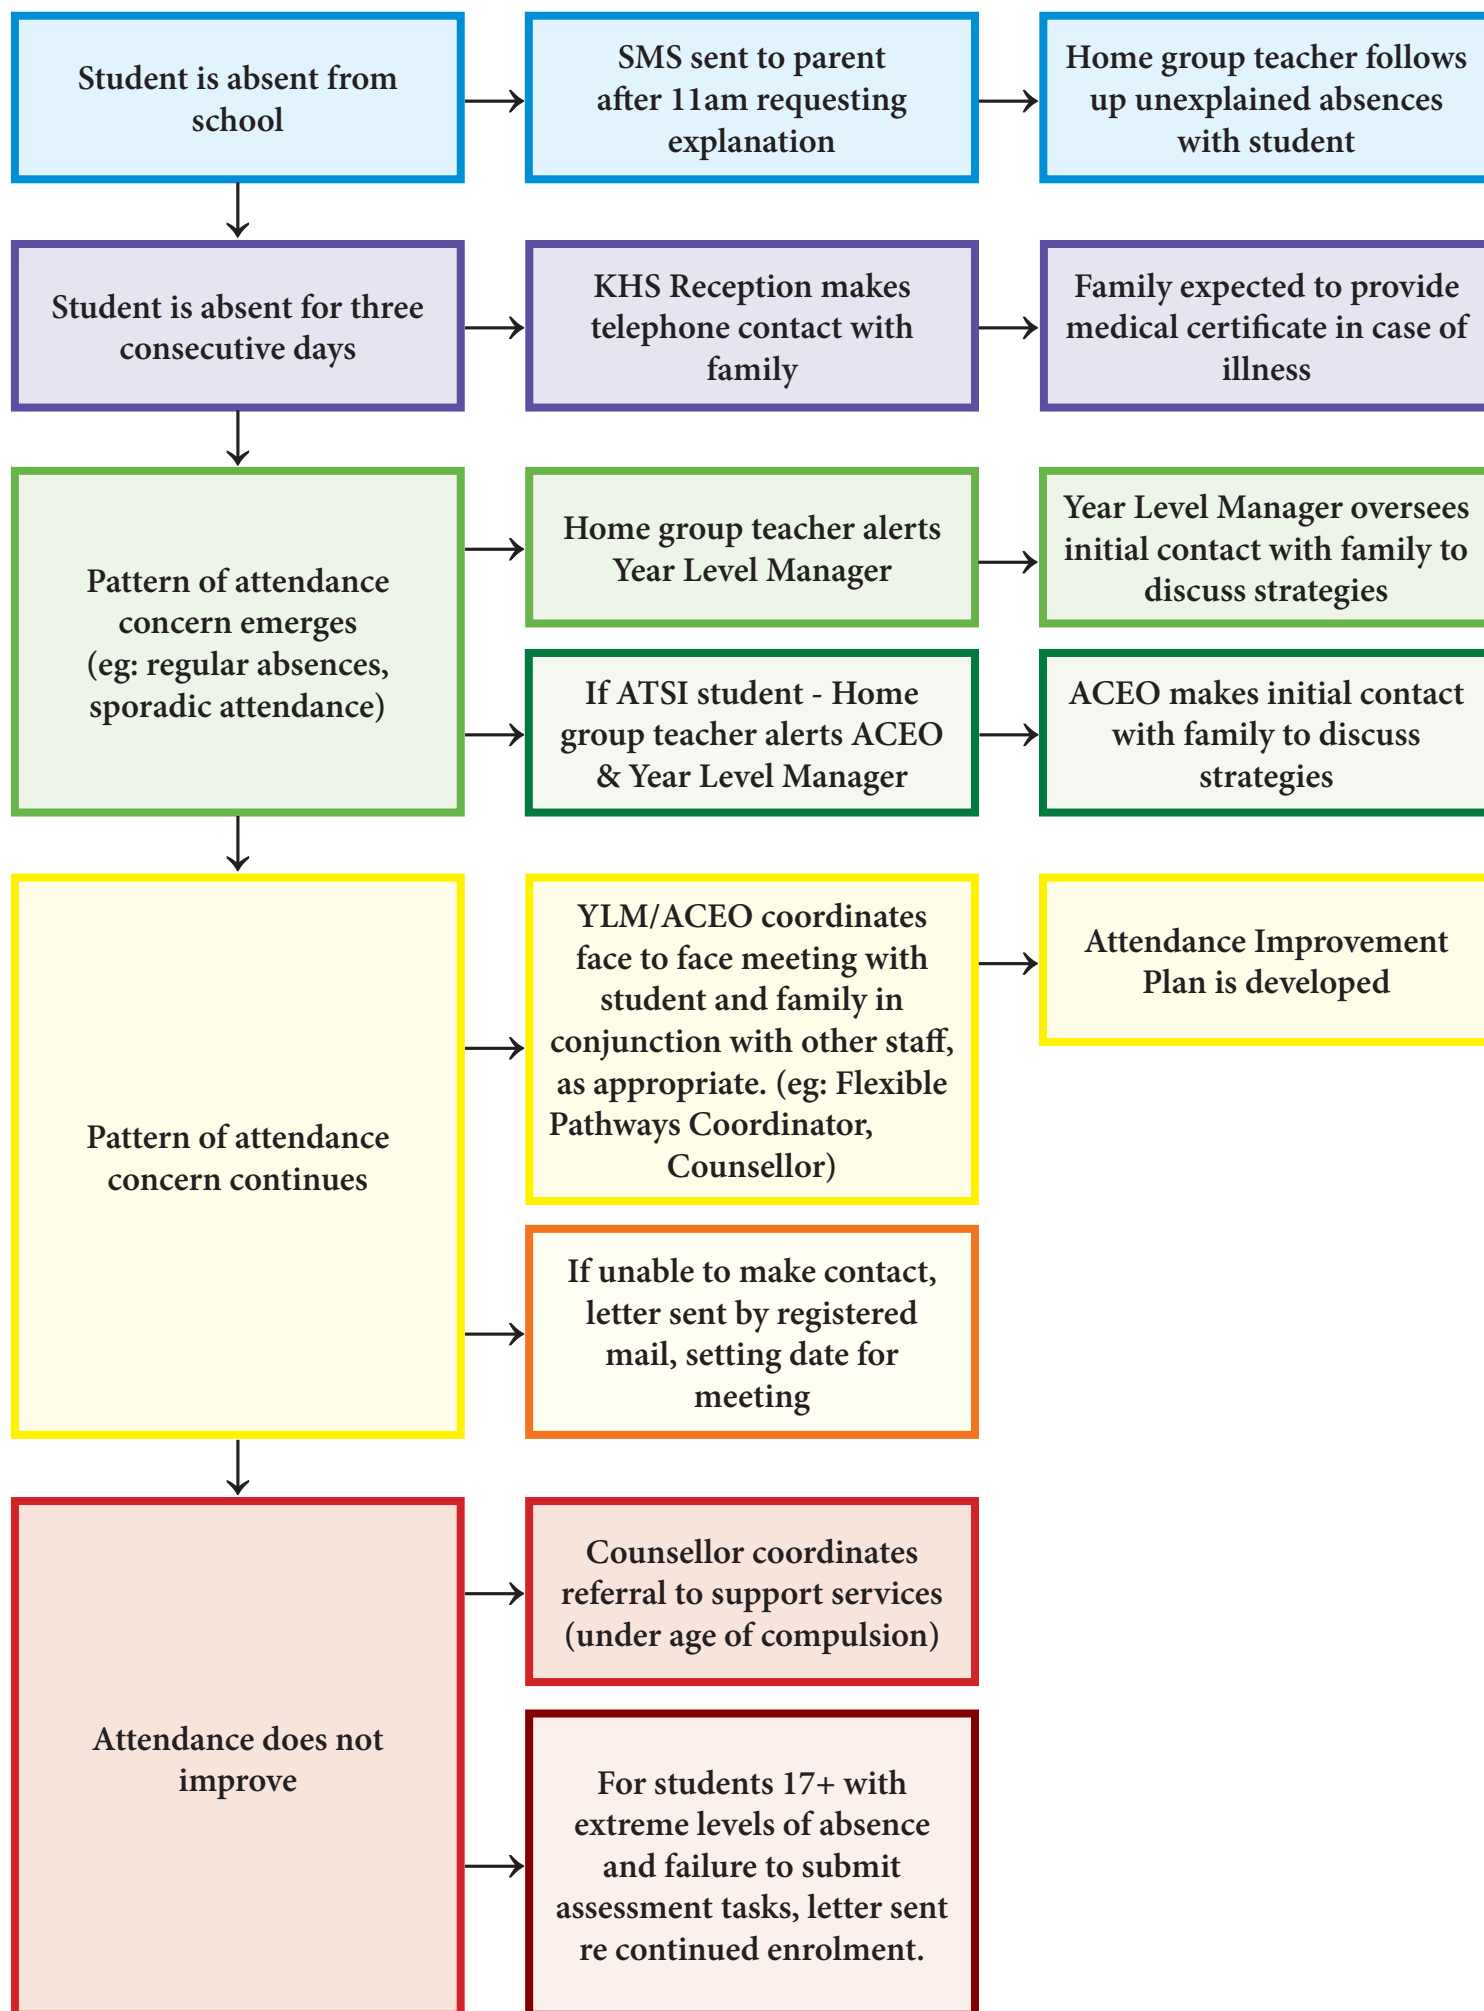 Student is absent from
school
SMS sent to parent
after 11am requesting
explanation
Home group teacher follows
up unexplained absences
with student
Student is absent for three
consecutive days
KHS Reception makes
telephone contact with
family
Family expected to provide
medical certificate in case of
illness
Pattern of attendance
concern emerges
(eg: regular absences,
sporadic attendance)
Home group teacher alerts
Year Level Manager
Year Level Manager oversees
initial contact with family to
discuss strategies
If ATSI student - Home
group teacher alerts ACEO
& Year Level Manager
ACEO makes initial contact
with family to discuss
strategies
Pattern of attendance
concern continues
YLM/ACEO coordinates
face to face meeting with
student and family in
conjunction with other staff,
as appropriate. (eg: Flexible
Pathways Coordinator,
Counsellor)
Attendance Improvement
Plan is developed
If unable to make contact,
letter sent by registered
mail, setting date for
meeting
Attendance does not
improve
Counsellor coordinates
referral to support services
(under age of compulsion)
For students 17+ with
extreme levels of absence
and failure to submit
assessment tasks, letter sent
re continued enrolment.